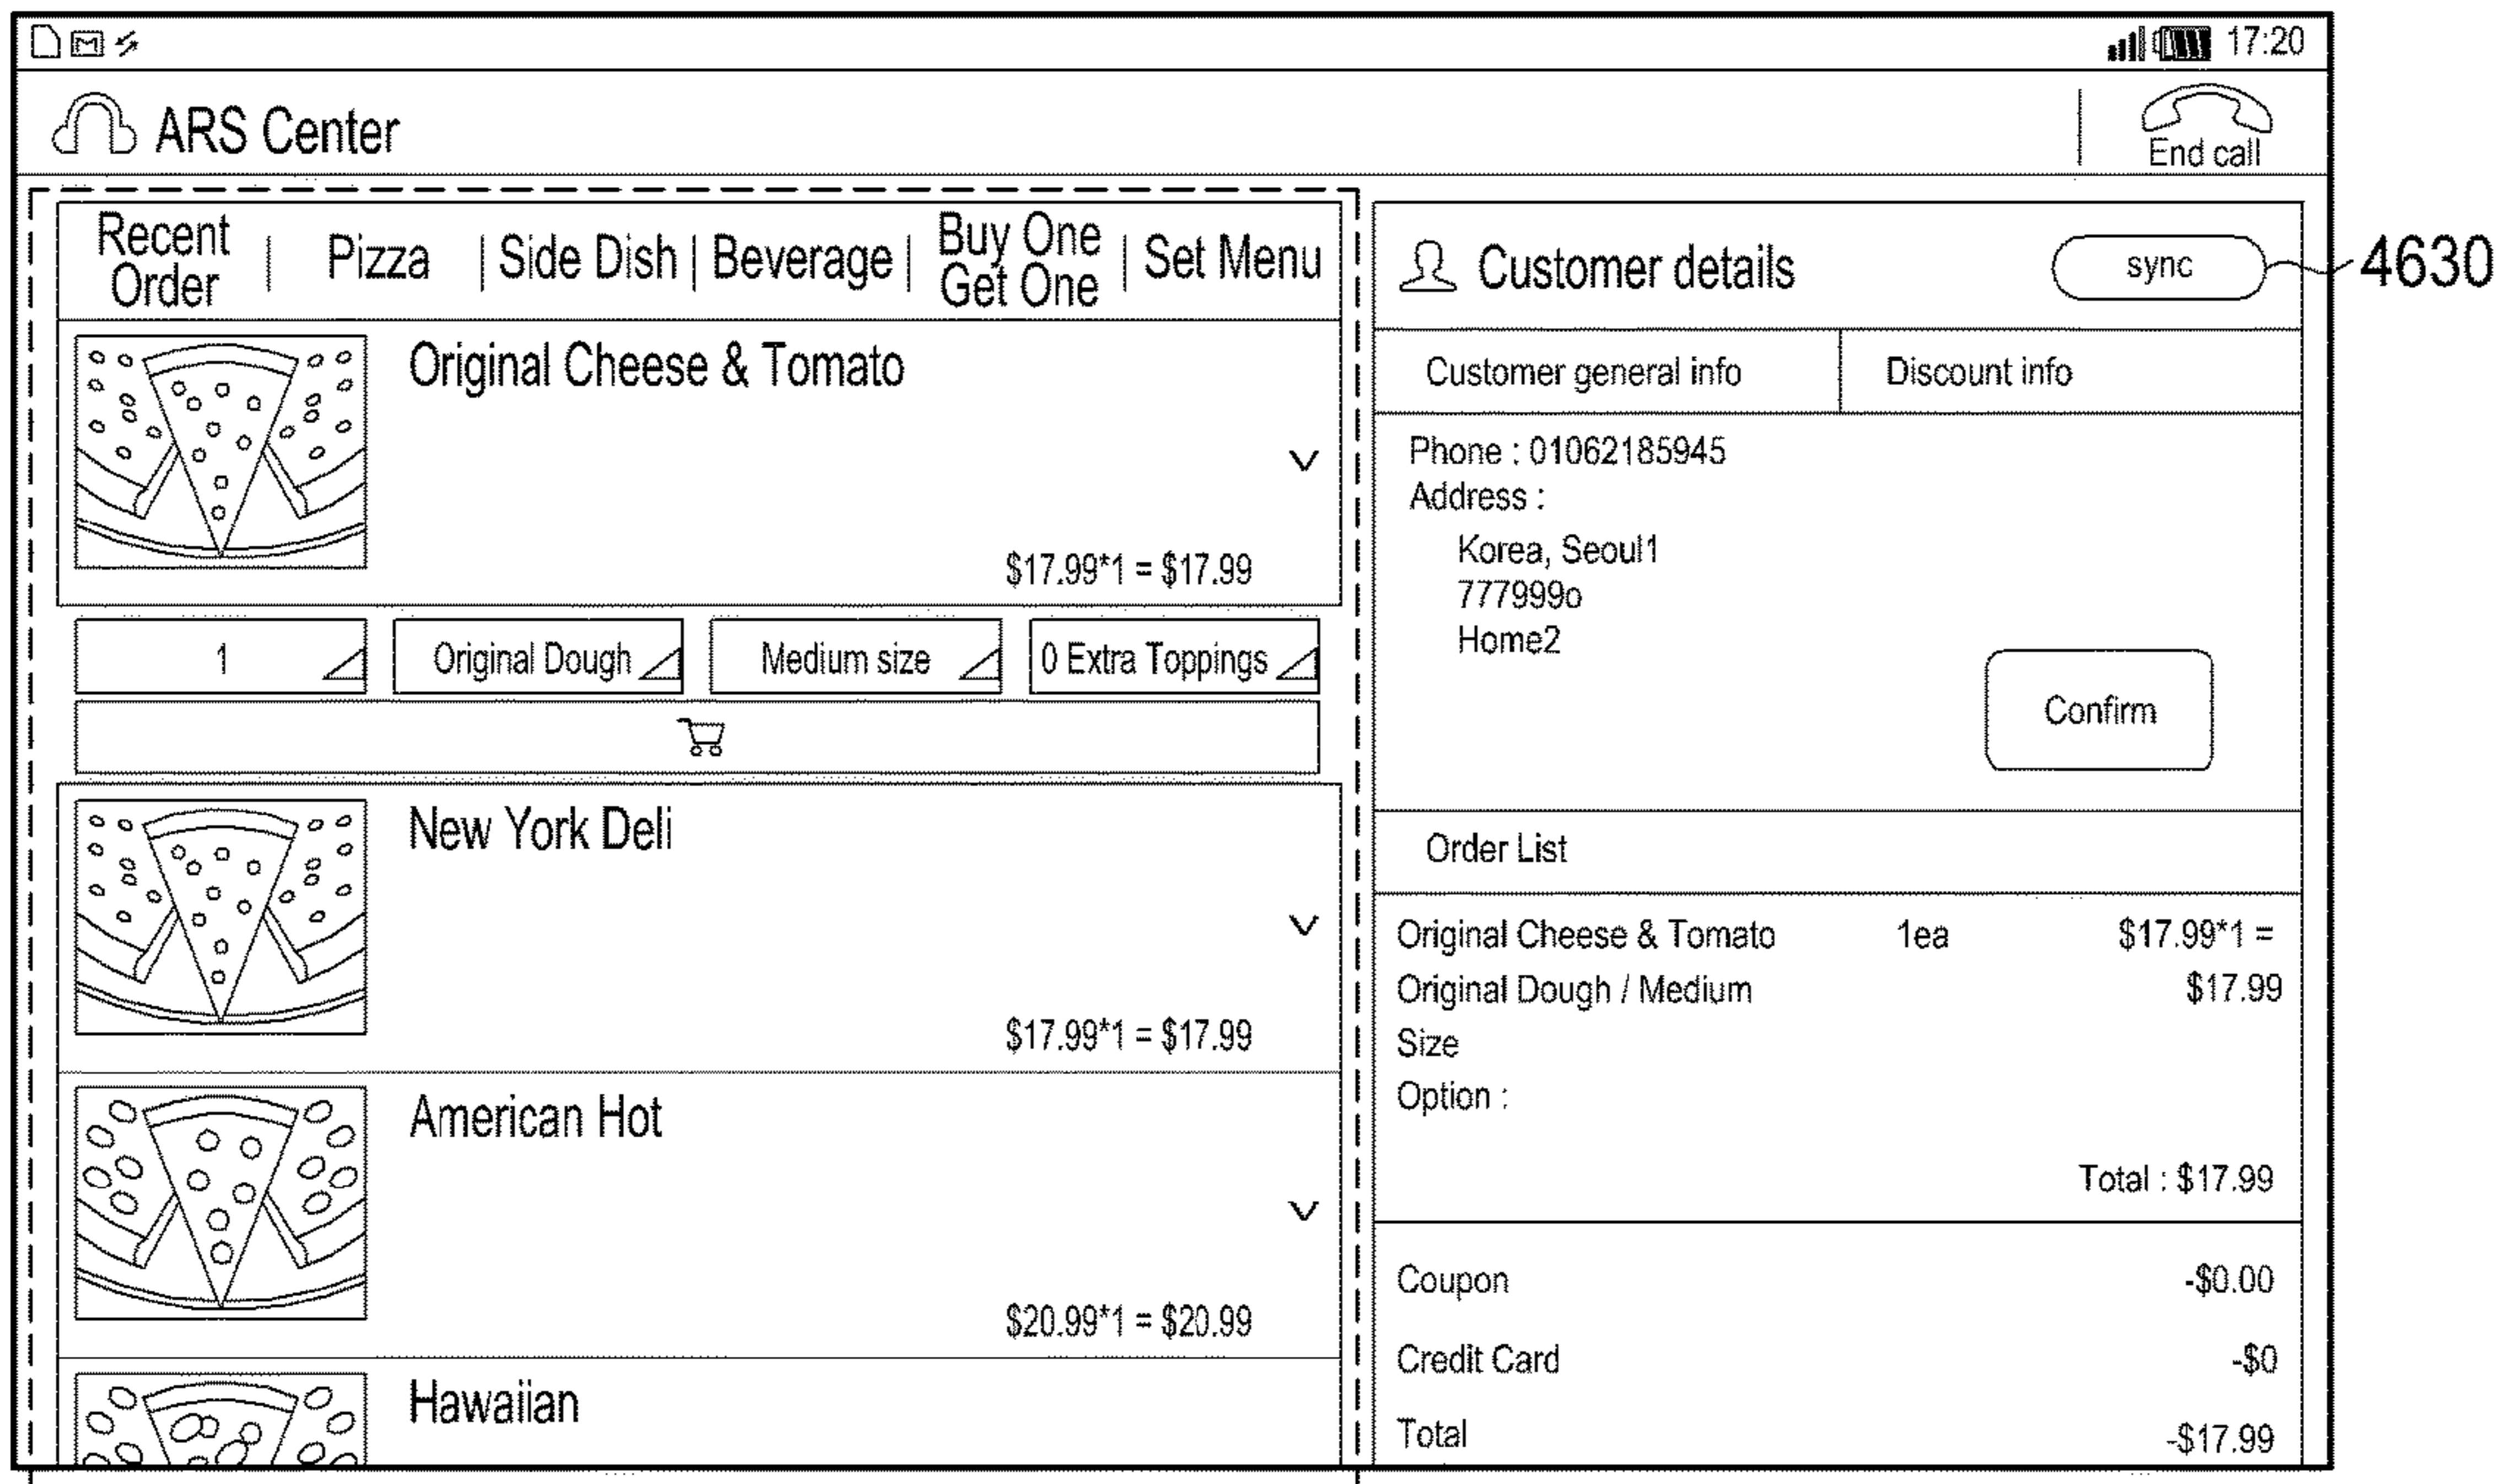 17:20
ARS Center
End call
Recent Order | Pizza | Side Dish | Beverage | Buy One Get One | Set Menu
Original Cheese & Tomato
$17.99*1 = $17.99
1
Original Dough
Medium size
0 Extra Toppings
New York Deli
$17.99*1 = $17.99
American Hot
$20.99*1 = $20.99
Hawaiian
Customer details
sync
4630
Customer general info
Discount info
Phone : 01062185945
Address :
Korea, Seoul1
777999o
Home2
Confirm
Order List
Original Cheese & Tomato 1ea $17.99*1 =
Original Dough / Medium $17.99
Size
Option :
Total : $17.99
Coupon -$0.00
Credit Card -$0
Total -$17.99